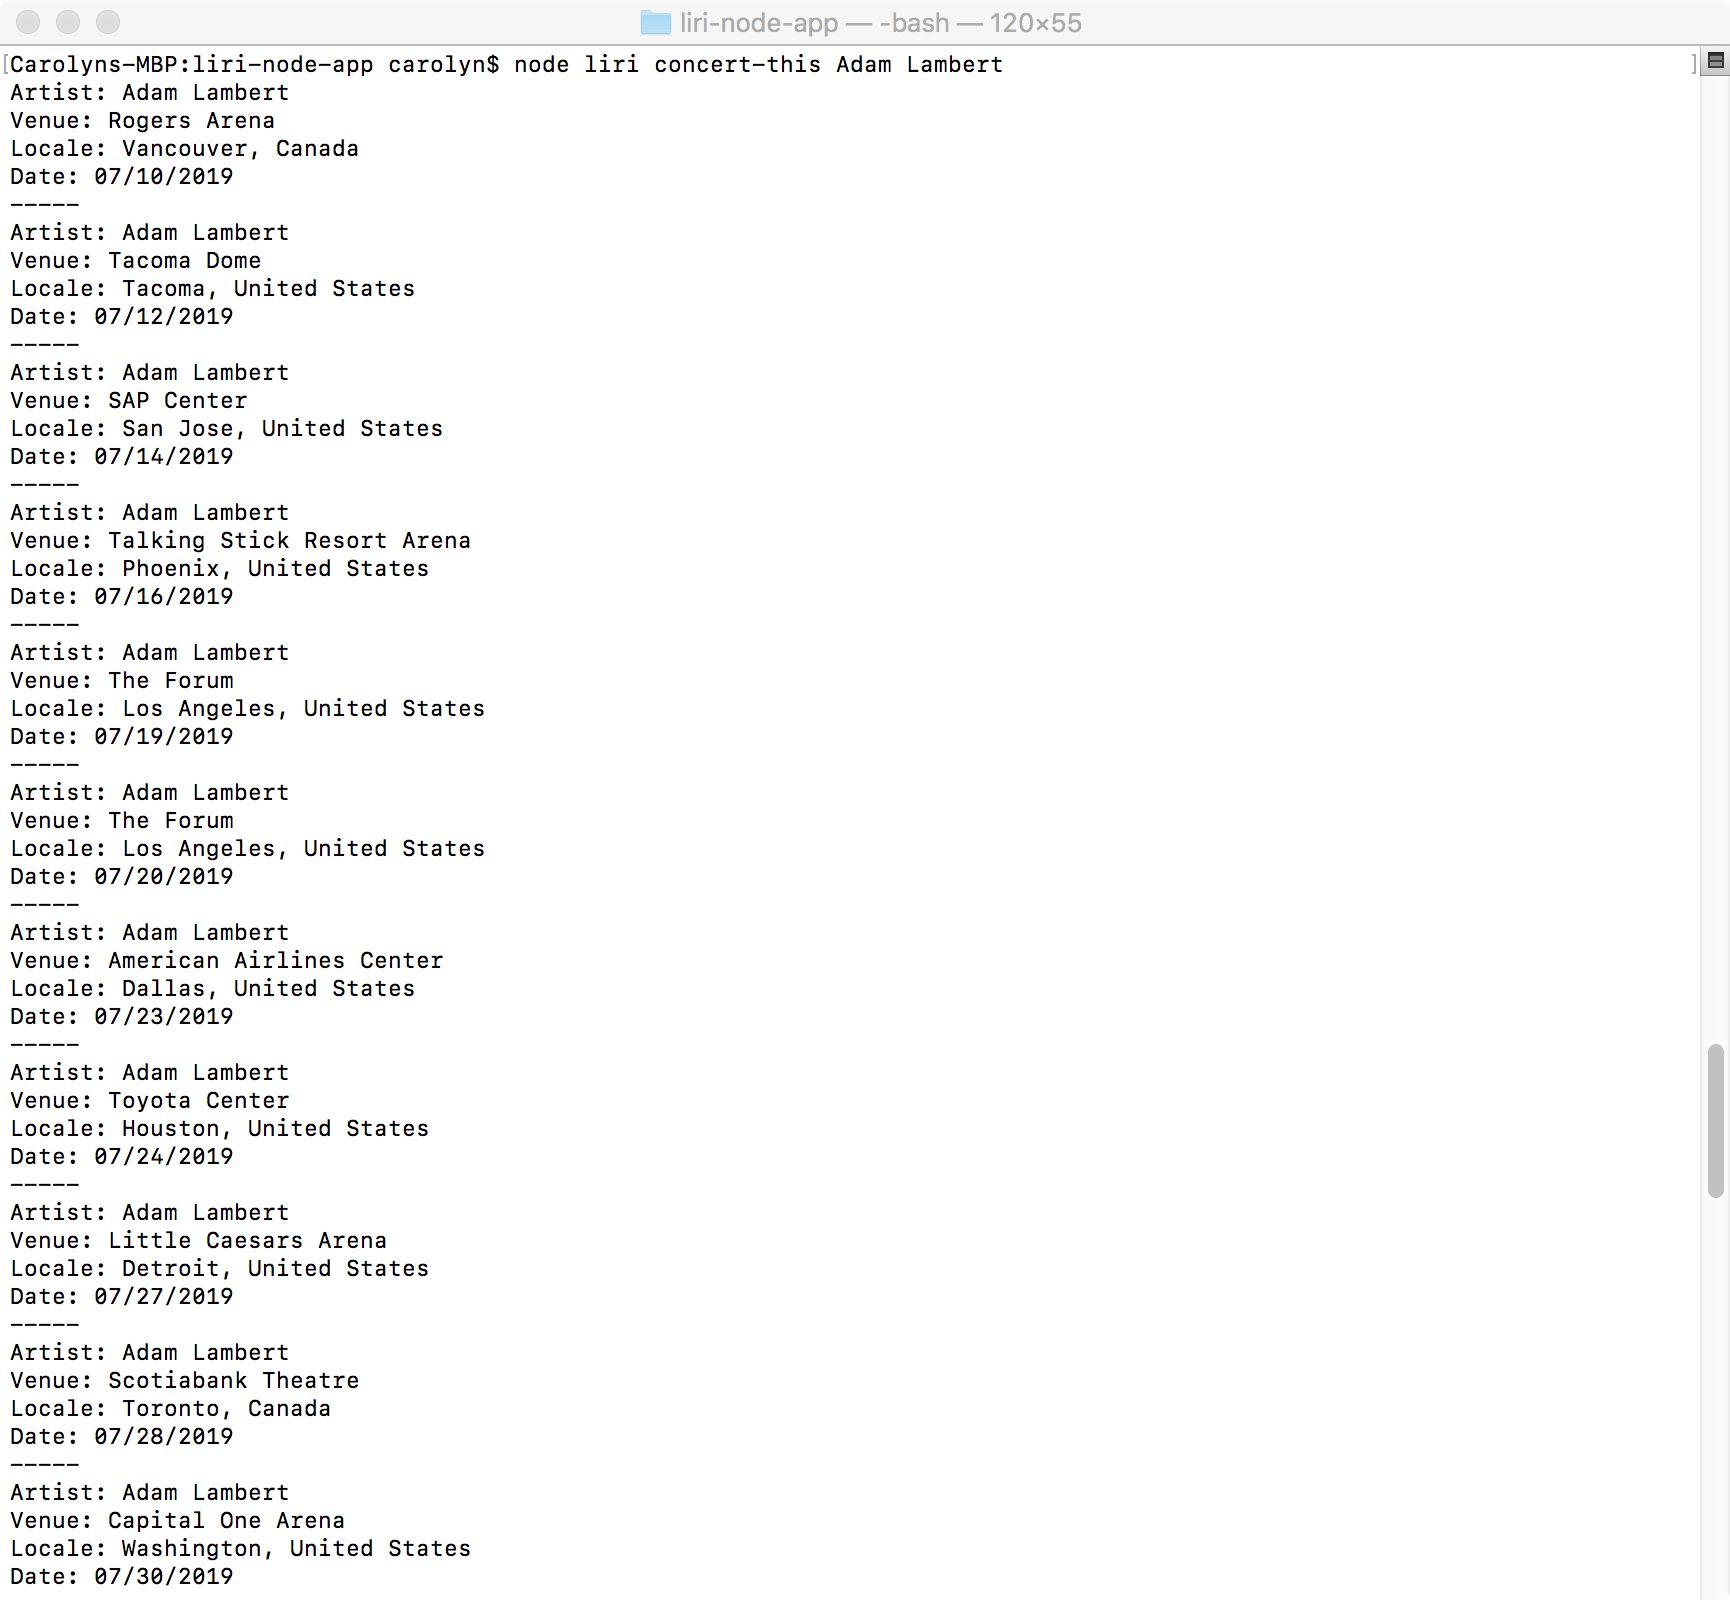 liri-node-app — -bash — 120×55
[Carolyns-MBP:liri-node-app carolyn$ node liri concert-this Adam Lambert ]
Artist: Adam Lambert
Venue: Rogers Arena
Locale: Vancouver, Canada
Date: 07/10/2019
-----
Artist: Adam Lambert
Venue: Tacoma Dome
Locale: Tacoma, United States
Date: 07/12/2019
-----
Artist: Adam Lambert
Venue: SAP Center
Locale: San Jose, United States
Date: 07/14/2019
-----
Artist: Adam Lambert
Venue: Talking Stick Resort Arena
Locale: Phoenix, United States
Date: 07/16/2019
-----
Artist: Adam Lambert
Venue: The Forum
Locale: Los Angeles, United States
Date: 07/19/2019
-----
Artist: Adam Lambert
Venue: The Forum
Locale: Los Angeles, United States
Date: 07/20/2019
-----
Artist: Adam Lambert
Venue: American Airlines Center
Locale: Dallas, United States
Date: 07/23/2019
-----
Artist: Adam Lambert
Venue: Toyota Center
Locale: Houston, United States
Date: 07/24/2019
-----
Artist: Adam Lambert
Venue: Little Caesars Arena
Locale: Detroit, United States
Date: 07/27/2019
-----
Artist: Adam Lambert
Venue: Scotiabank Theatre
Locale: Toronto, Canada
Date: 07/28/2019
-----
Artist: Adam Lambert
Venue: Capital One Arena
Locale: Washington, United States
Date: 07/30/2019